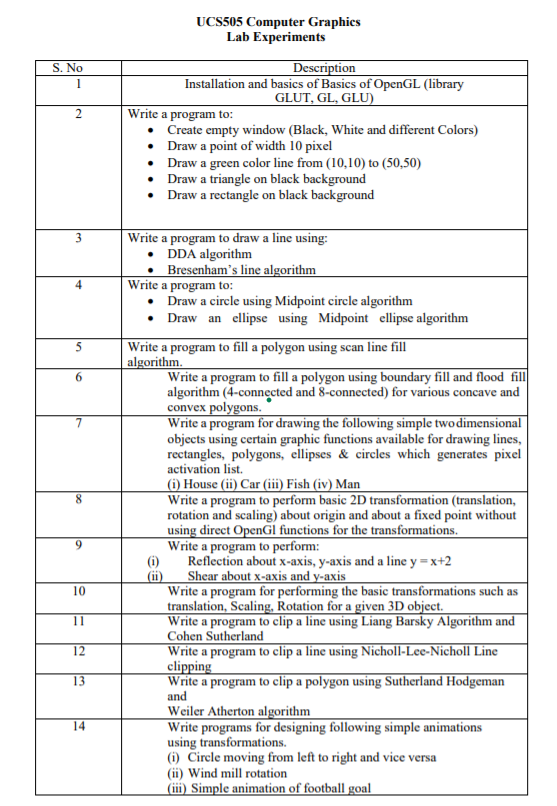 UCS505 Computer Graphics
Lab Experiments
S. No Description
1 Installation and basics of Basics of OpenGL (library
GLUT, GL, GLU)
2 Write a program to:
• Create empty window (Black, White and different Colors)
• Draw a point of width 10 pixel
• Draw a green color line from (10,10) to (50,50)
• Draw a triangle on black background
• Draw a rectangle on black background
3 Write a program to draw a line using:
• DDA algorithm
• Bresenham's line algorithm
4 Write a program to:
• Draw a circle using Midpoint circle algorithm
• Draw an ellipse using Midpoint ellipse algorithm
5 Write a program to fill a polygon using scan line fill
algorithm.
6 Write a program to fill a polygon using boundary fill and flood fill
algorithm (4-connected and 8-connected) for various concave and
convex polygons.
7 Write a program for drawing the following simple two dimensional
objects using certain graphic functions available for drawing lines,
rectangles, polygons, ellipses & circles which generates pixel
activation list.
(i) House (ii) Car (iii) Fish (iv) Man
8 Write a program to perform basic 2D transformation (translation,
rotation and scaling) about origin and about a fixed point without
using direct OpenGl functions for the transformations.
9 Write a program to perform:
(i) Reflection about x-axis, y-axis and a line y = x+2
(ii) Shear about x-axis and y-axis
10 Write a program for performing the basic transformations such as
translation, Scaling, Rotation for a given 3D object.
11 Write a program to clip a line using Liang Barsky Algorithm and
Cohen Sutherland
12 Write a program to clip a line using Nicholl-Lee-Nicholl Line
clipping
13 Write a program to clip a polygon using Sutherland Hodgeman
and
Weiler Atherton algorithm
14 Write programs for designing following simple animations
using transformations.
(i) Circle moving from left to right and vice versa
(ii) Wind mill rotation
(iii) Simple animation of football goal